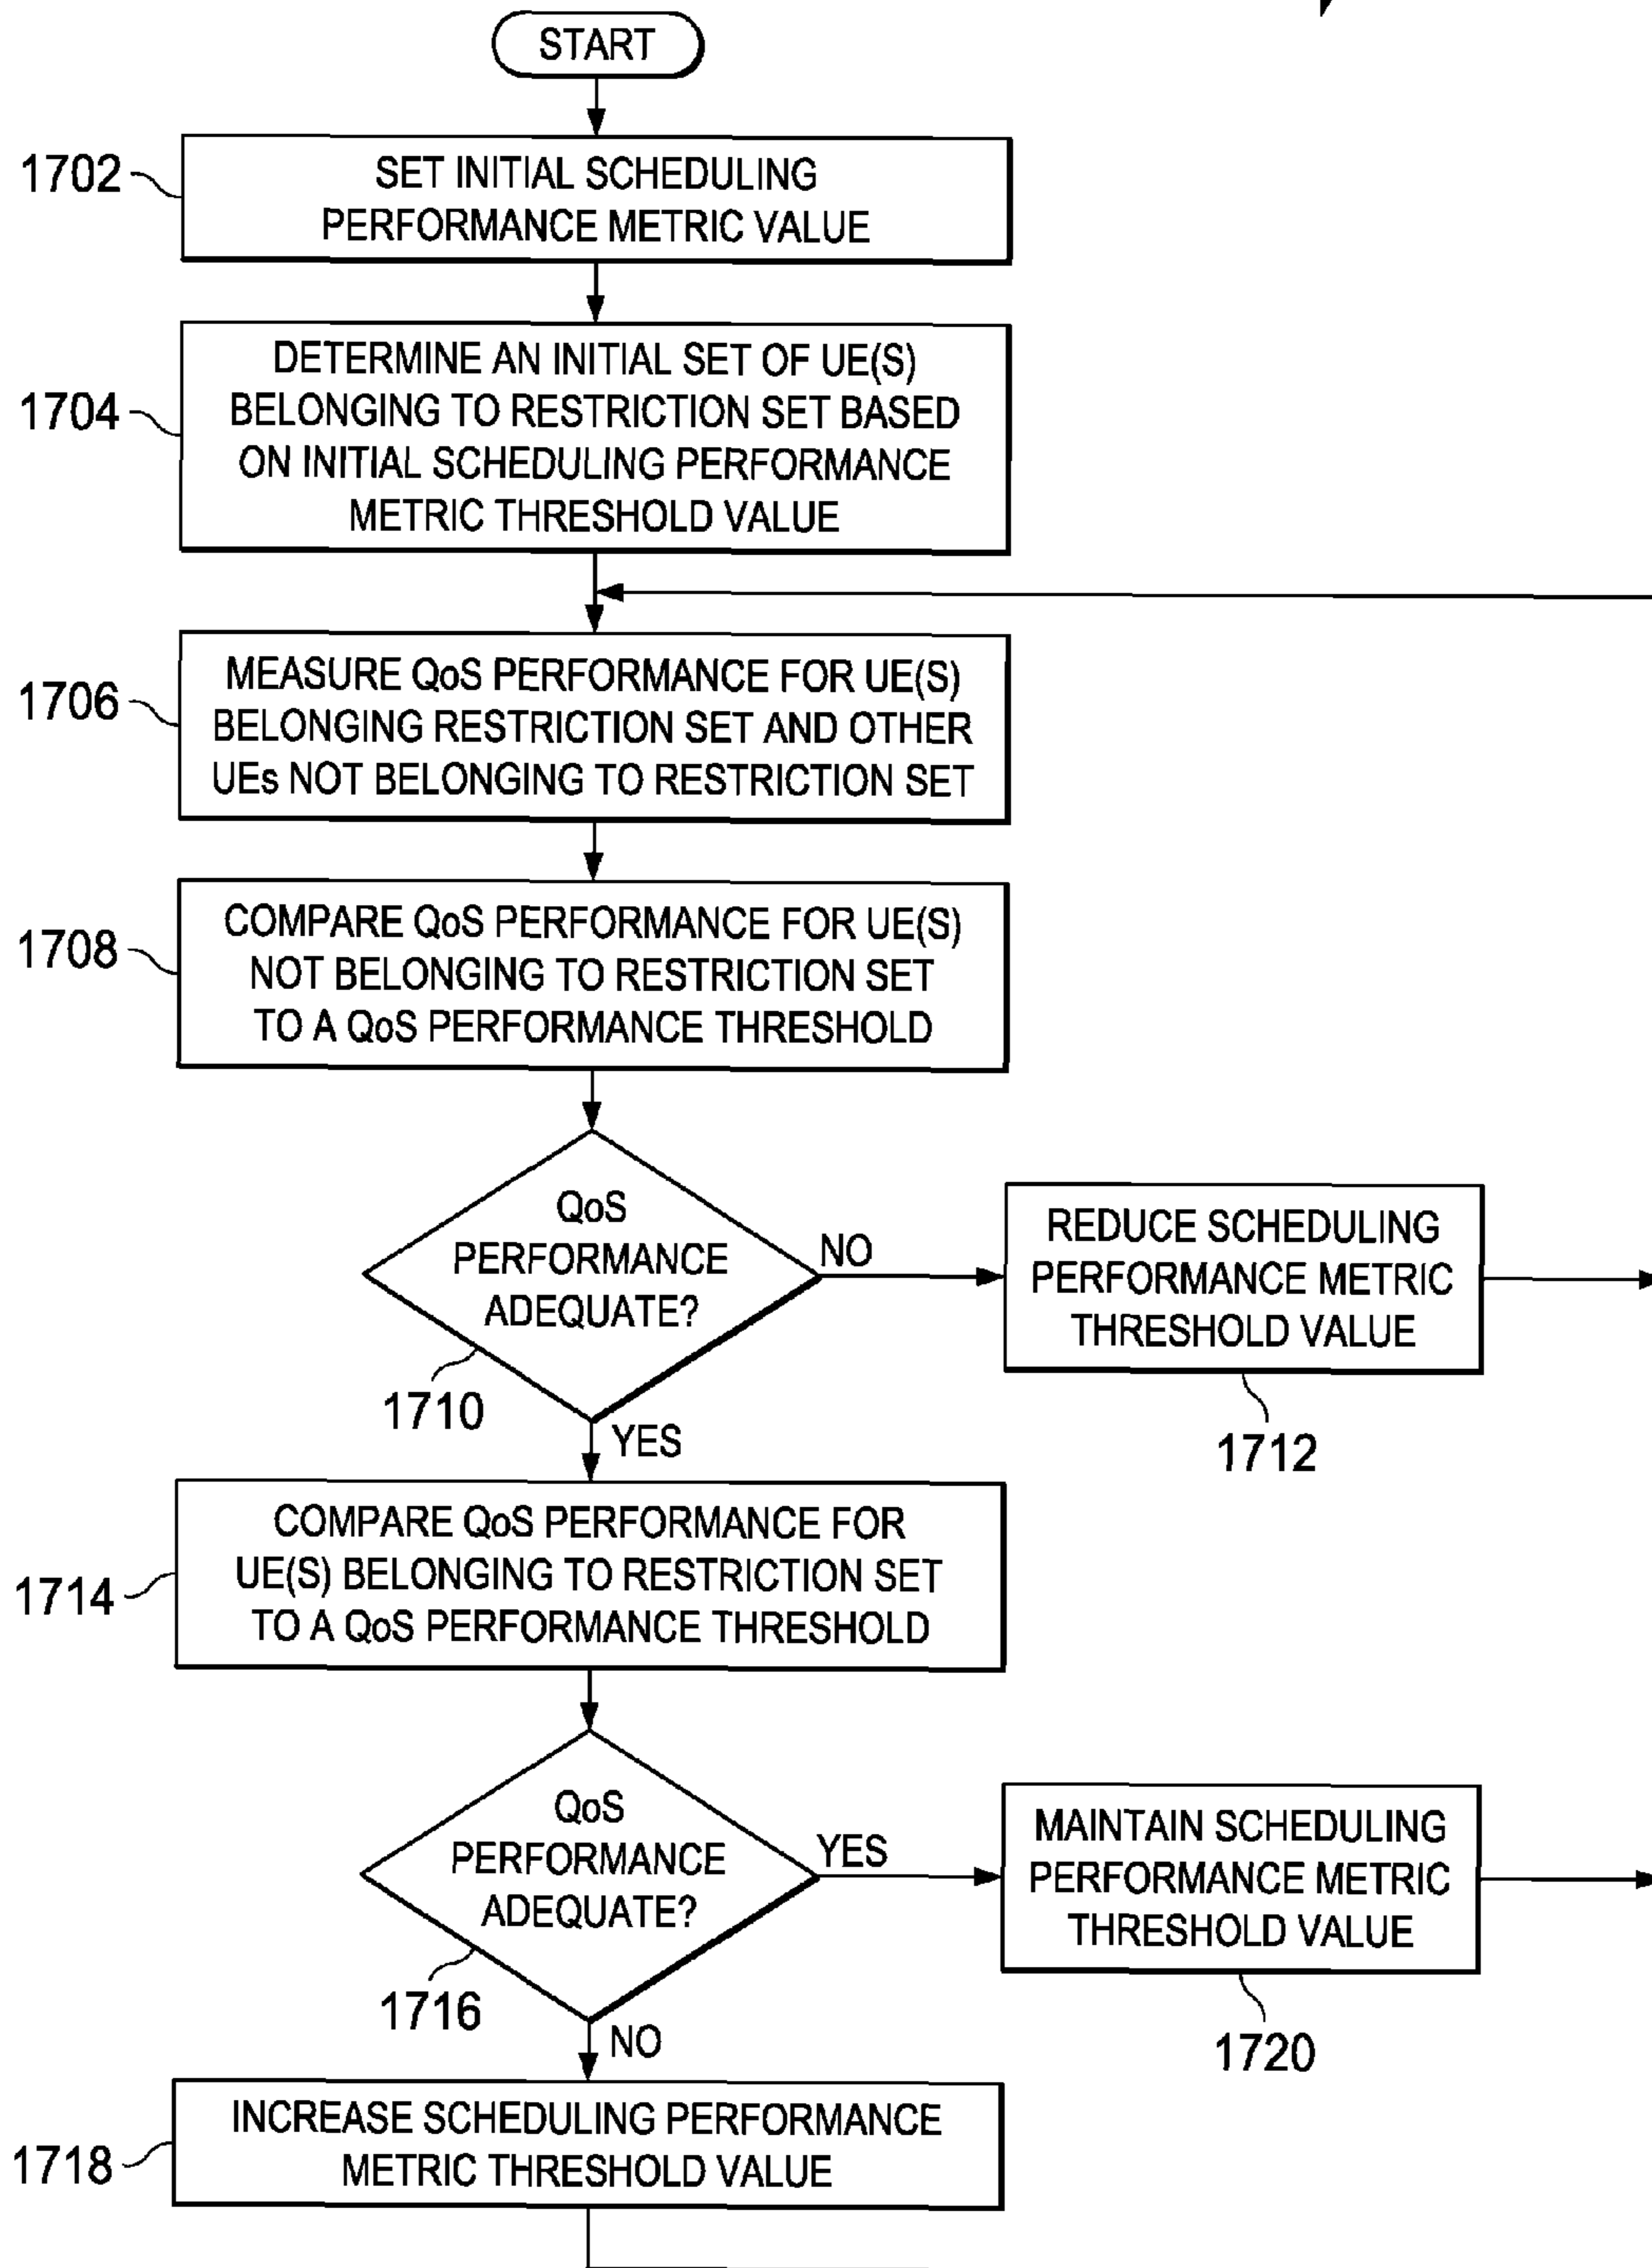 START
1702
SET INITIAL SCHEDULING
PERFORMANCE METRIC VALUE
1704
DETERMINE AN INITIAL SET OF UE(S)
BELONGING TO RESTRICTION SET BASED
ON INITIAL SCHEDULING PERFORMANCE
METRIC THRESHOLD VALUE
1706
MEASURE QoS PERFORMANCE FOR UE(S)
BELONGING RESTRICTION SET AND OTHER
UEs NOT BELONGING TO RESTRICTION SET
1708
COMPARE QoS PERFORMANCE FOR UE(S)
NOT BELONGING TO RESTRICTION SET
TO A QoS PERFORMANCE THRESHOLD
QoS
PERFORMANCE
ADEQUATE?
1710
NO
REDUCE SCHEDULING
PERFORMANCE METRIC
THRESHOLD VALUE
1712
YES
1714
COMPARE QoS PERFORMANCE FOR
UE(S) BELONGING TO RESTRICTION SET
TO A QoS PERFORMANCE THRESHOLD
QoS
PERFORMANCE
ADEQUATE?
1716
YES
MAINTAIN SCHEDULING
PERFORMANCE METRIC
THRESHOLD VALUE
1720
NO
1718
INCREASE SCHEDULING PERFORMANCE
METRIC THRESHOLD VALUE